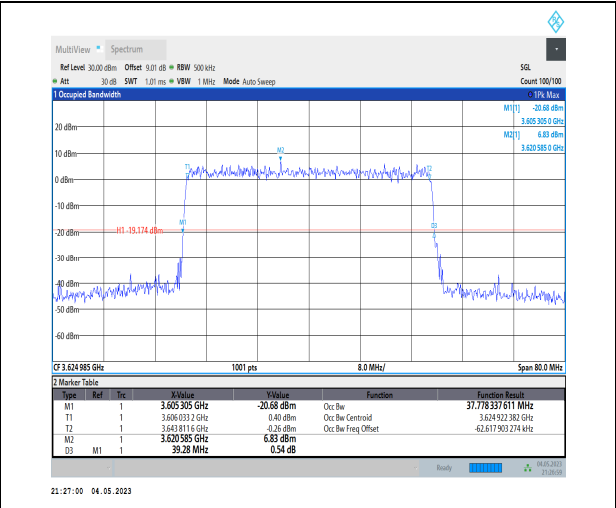 MultiView Spectrum
Ref Level 30.00 dBm Offset 9.01 dB RBW 500 kHz SGL
Att 30 dB SWT 1.01 ms VBW 1 MHz Mode Auto Sweep Count 100/100
1 Occupied Bandwidth 1Pk Max
M1[1] -20.68 dBm
3.605 305 0 GHz
M2[1] 6.83 dBm
3.620 585 0 GHz
20 dBm
10 dBm
M2
T1
T2
0 dBm
-10 dBm
M1
D3
H1 -19.174 dBm
-20 dBm
-30 dBm
-40 dBm
-50 dBm
-60 dBm
CF 3.624 985 GHz 1001 pts 8.0 MHz/ Span 80.0 MHz
2 Marker Table
Type Ref Trc X-Value Y-Value Function Function Result
M1 1 3.605 305 GHz -20.68 dBm Occ Bw 37.778 337 611 MHz
T1 1 3.606 033 2 GHz 0.40 dBm Occ Bw Centroid 3.624 922 382 GHz
T2 1 3.643 811 6 GHz -0.26 dBm Occ Bw Freq Offset -62.617 903 274 kHz
M2 1 3.620 585 GHz 6.83 dBm
D3 M1 1 39.28 MHz 0.54 dB
Ready 04.05.2023
21:26:59
21:27:00 04.05.2023